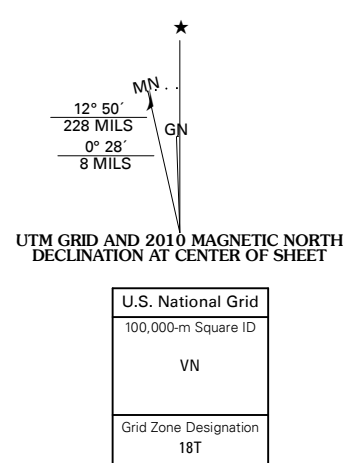 ★
MN
12° 50´
228 MILS
GN
0° 28´
8 MILS
UTM GRID AND 2010 MAGNETIC NORTH
DECLINATION AT CENTER OF SHEET
U.S. National Grid
100,000-m Square ID
VN
Grid Zone Designation
18T